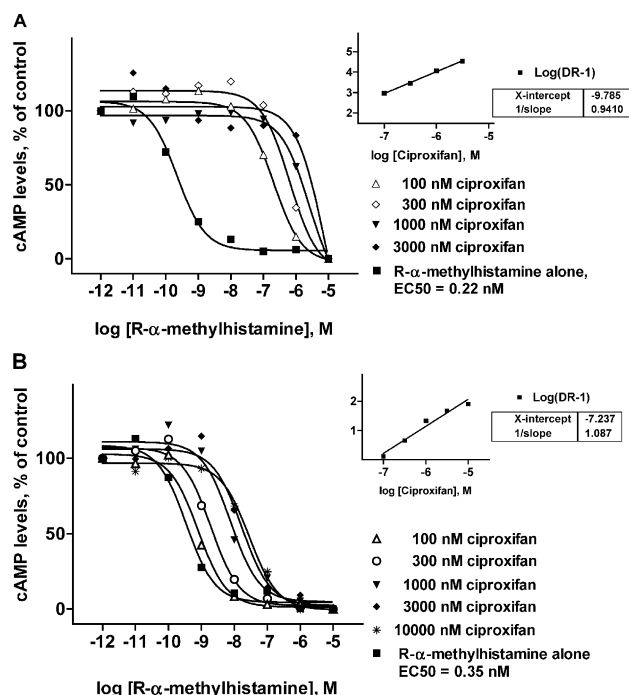 A
cAMP levels, % of control
100
50
0
-12 -11 -10 -9 -8 -7 -6 -5
log [R-α-methylhistamine], M
5
4
3
2
-7 -6 -5
log [Ciproxifan], M
Log(DR-1)
X-intercept -9.785
1/slope 0.9410
100 nM ciproxifan
300 nM ciproxifan
1000 nM ciproxifan
3000 nM ciproxifan
R-α-methylhistamine alone,
EC50 = 0.22 nM
B
cAMP levels, % of control
100
50
0
-12 -11 -10 -9 -8 -7 -6 -5
log [R-α-methylhistamine], M
2
1
-7 -6 -5
log [Ciproxifan], M
Log(DR-1)
X-intercept -7.237
1/slope 1.087
100 nM ciproxifan
300 nM ciproxifan
1000 nM ciproxifan
3000 nM ciproxifan
10000 nM ciproxifan
R-α-methylhistamine alone
EC50 = 0.35 nM